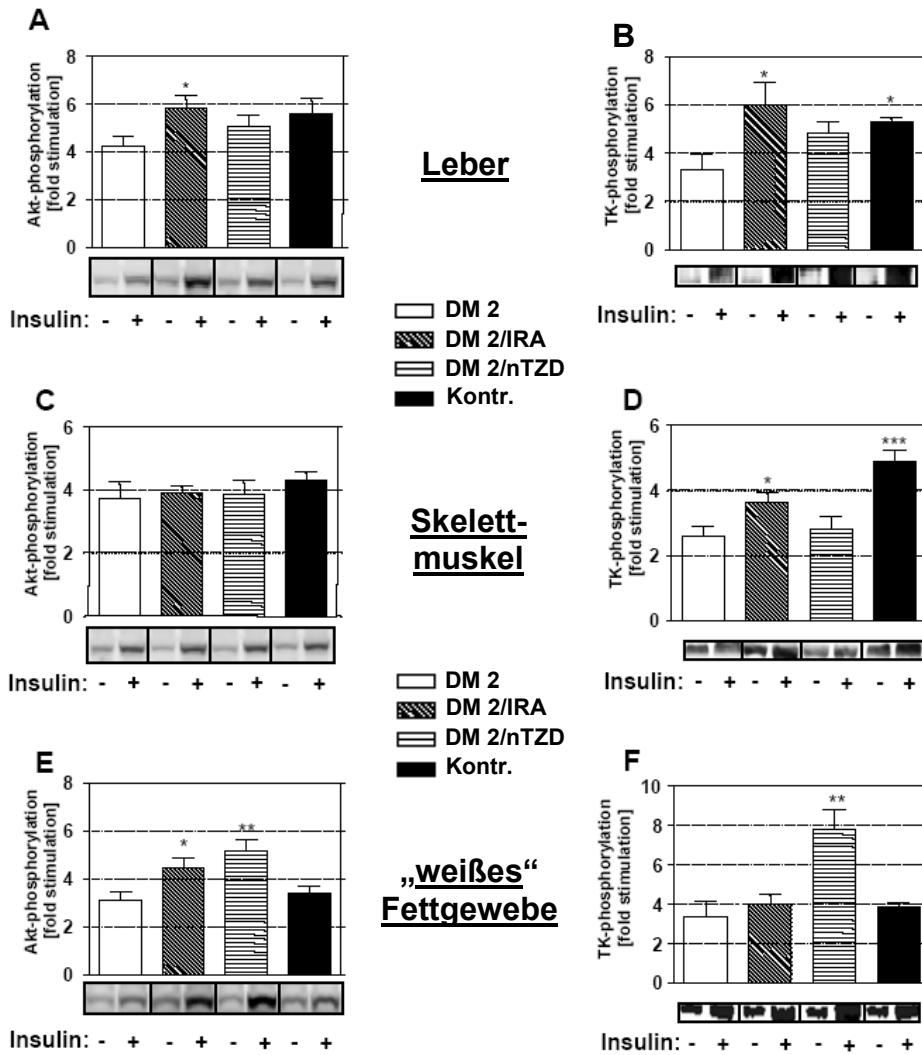 A
Akt-phosphorylation
[fold stimulation]
8
6
4
2
0
*
Insulin: - + - + - + - +
Leber
B
TK-phosphorylation
[fold stimulation]
8
6
4
2
0
*
*
Insulin: - + - + - + - +
DM 2
DM 2/IRA
DM 2/nTZD
Kontr.
C
Akt-phosphorylation
[fold stimulation]
6
4
2
0
Insulin: - + - + - + - +
Skelett-
muskel
D
TK-phosphorylation
[fold stimulation]
6
4
2
0
*
***
Insulin: - + - + - + - +
DM 2
DM 2/IRA
DM 2/nTZD
Kontr.
E
Akt-phosphorylation
[fold stimulation]
8
6
4
2
0
*
**
Insulin: - + - + - + - +
„weißes“
Fettgewebe
F
TK-phosphorylation
[fold stimulation]
10
8
6
4
2
0
**
Insulin: - + - + - + - +